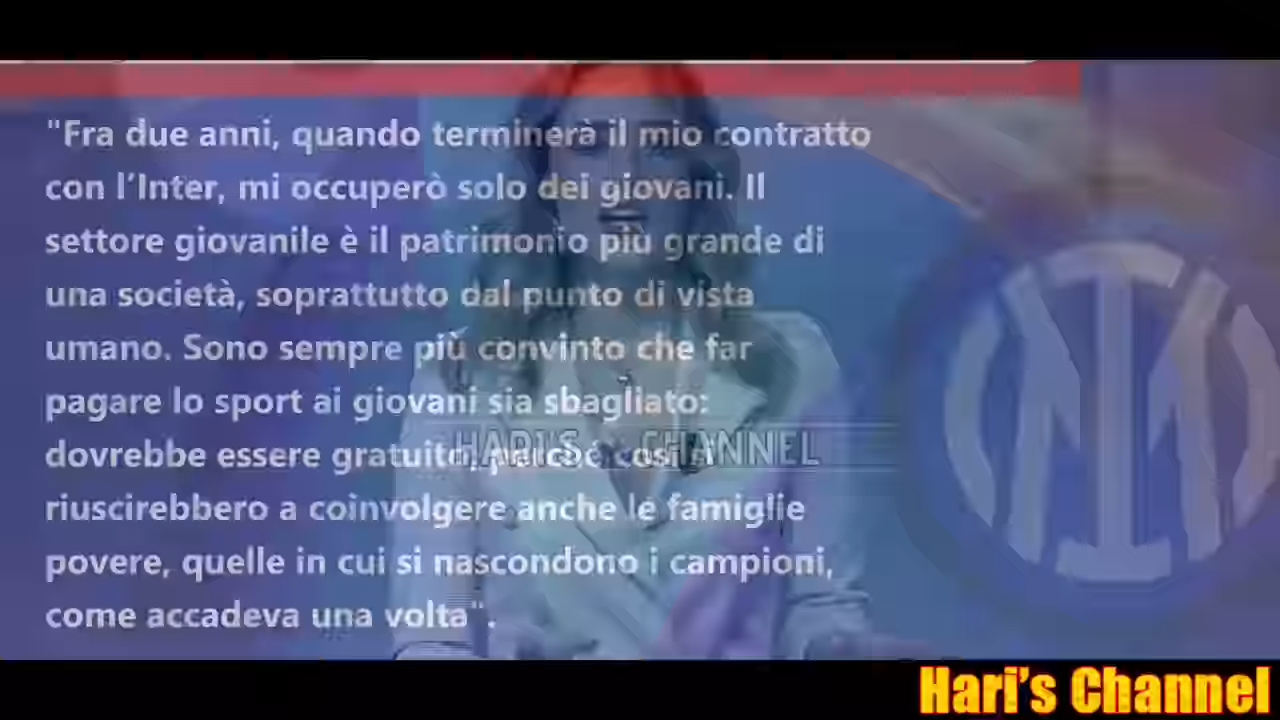 "Fra due anni, quando terminerà il mio contratto
con l'Inter, mi occuperò solo dei giovani. Il
settore giovanile è il patrimonio più grande di
una società, soprattutto dal punto di vista
umano. Sono sempre più convinto che far
pagare lo sport ai giovani sia sbagliato:
dovrebbe essere gratuito, perché così si
HARI'S CHANNEL
riuscirebbero a coinvolgere anche le famiglie
povere, quelle in cui si nascondono i campioni,
come accadeva una volta".
Hari's Channel